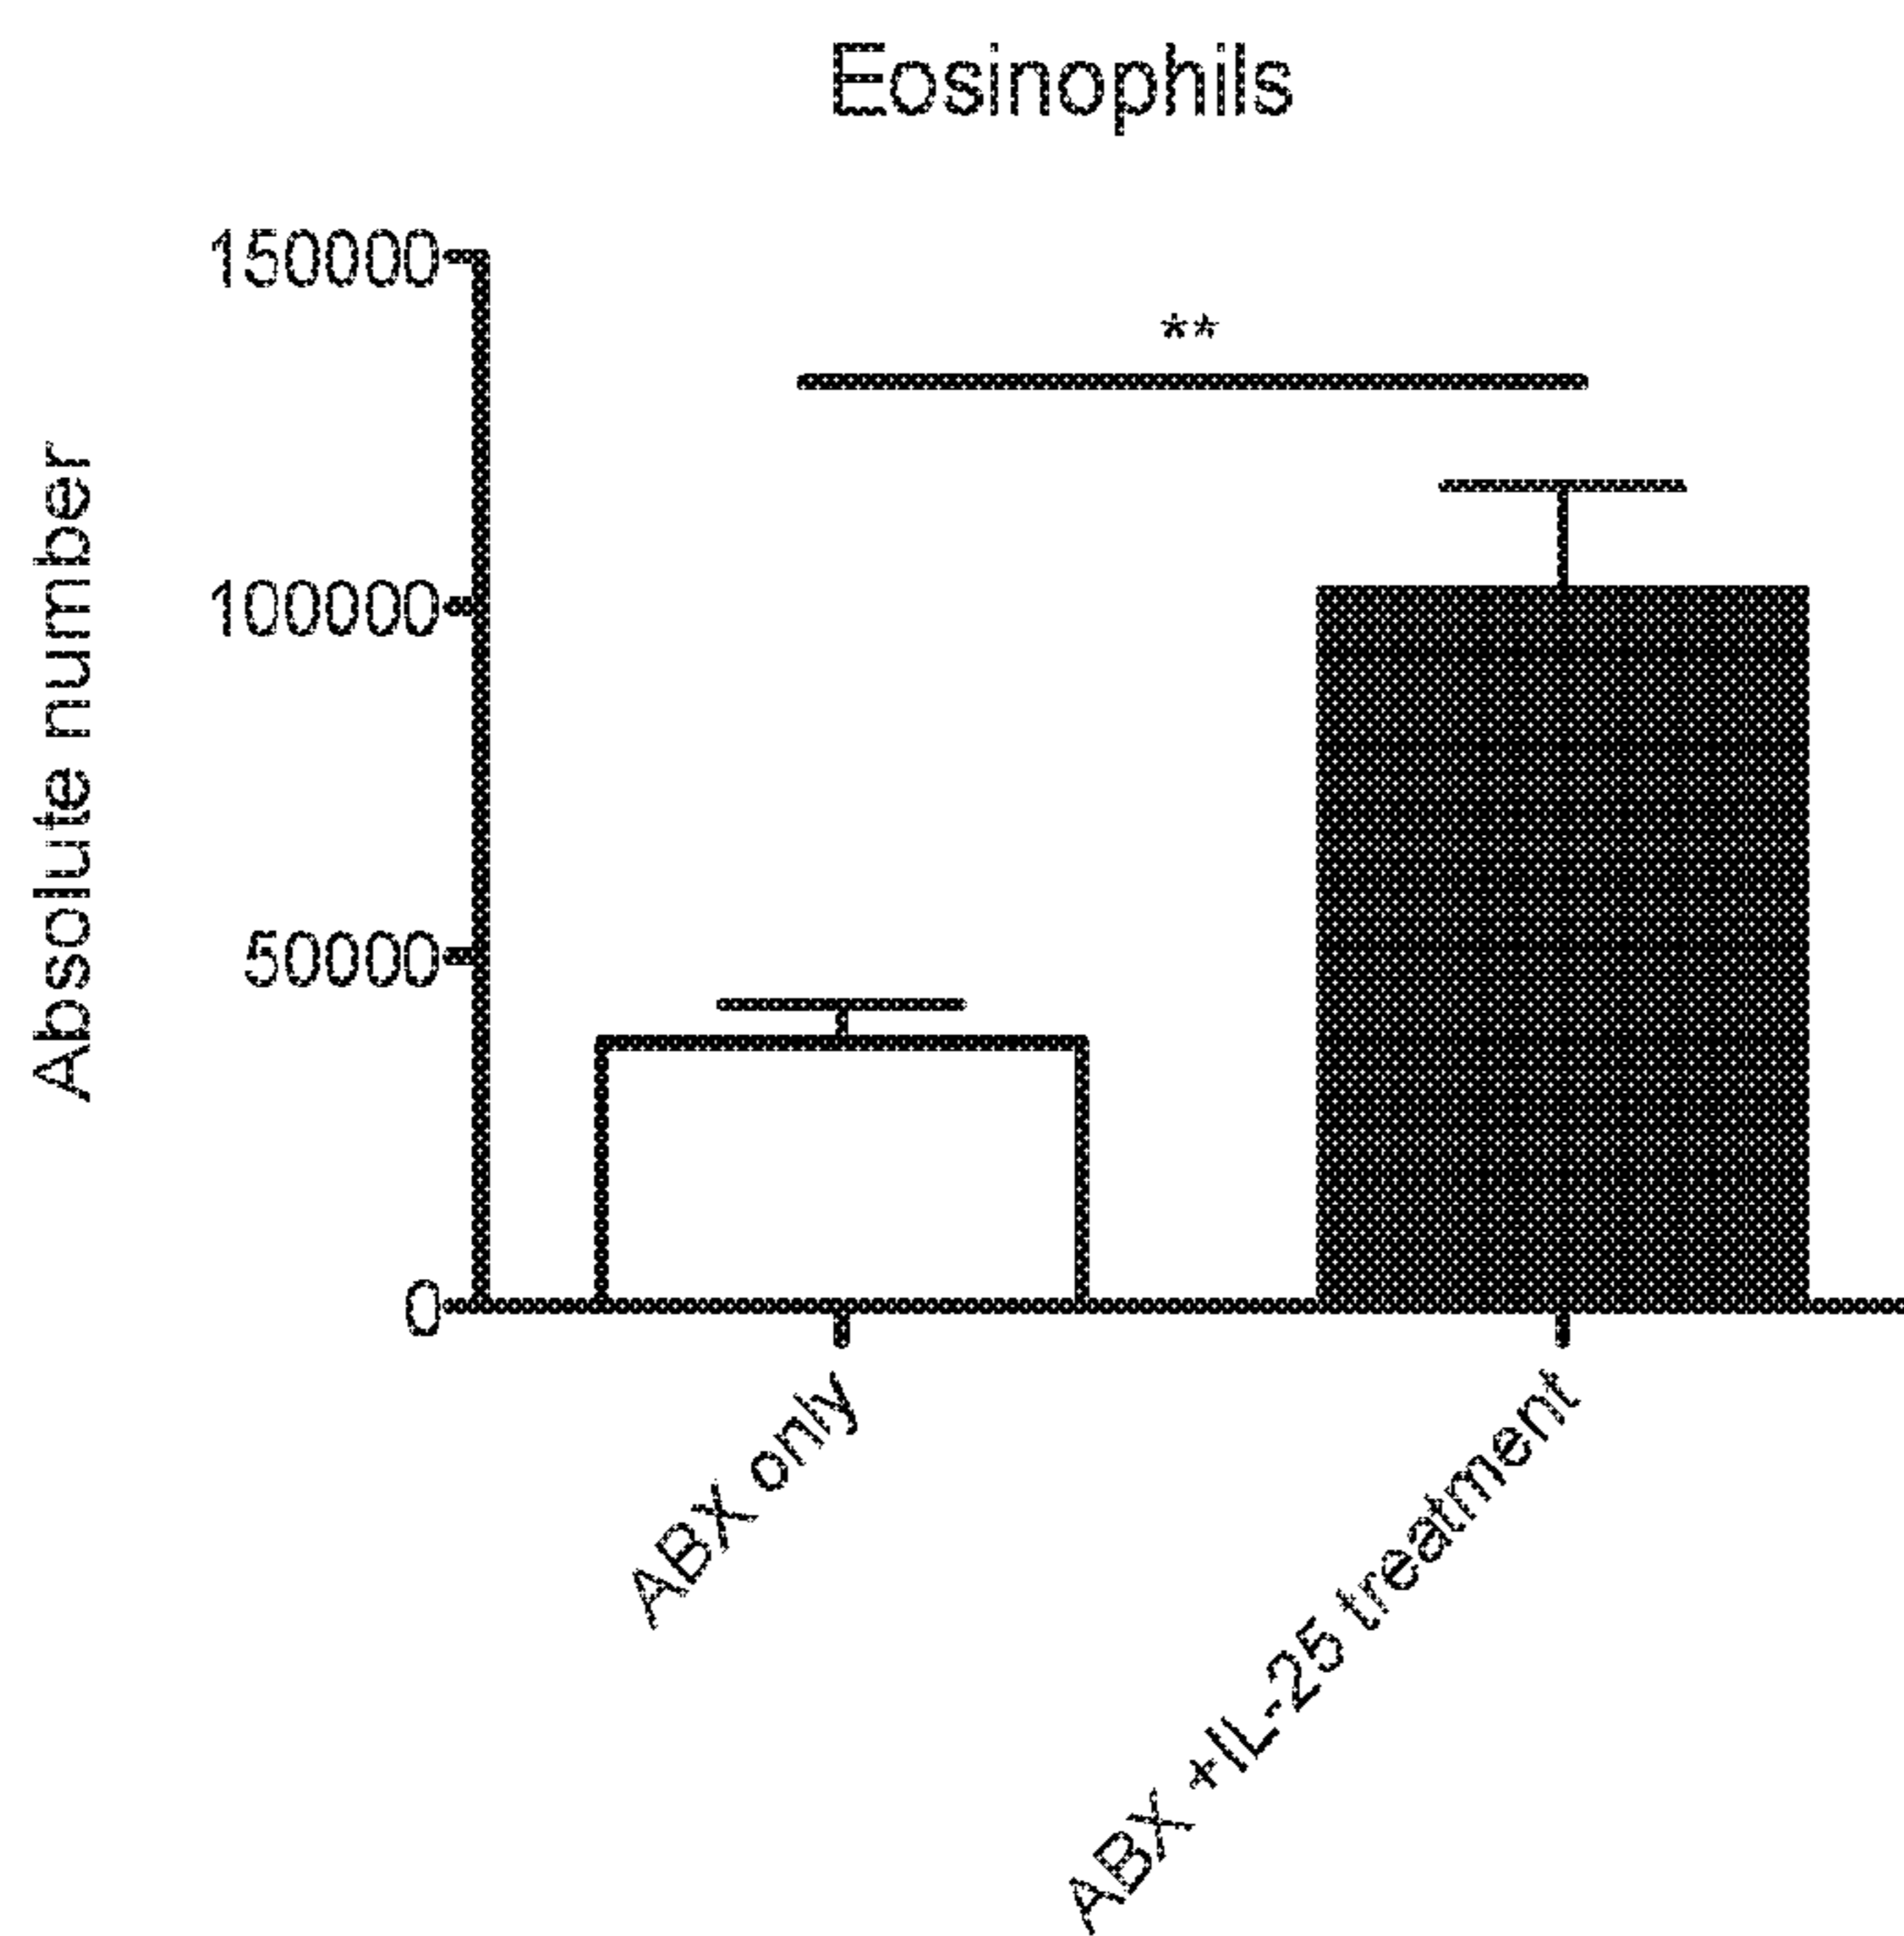 Eosinophils
150000
**
100000
50000
0
Absolute number
ABX only
ABX +IL-25 treatment